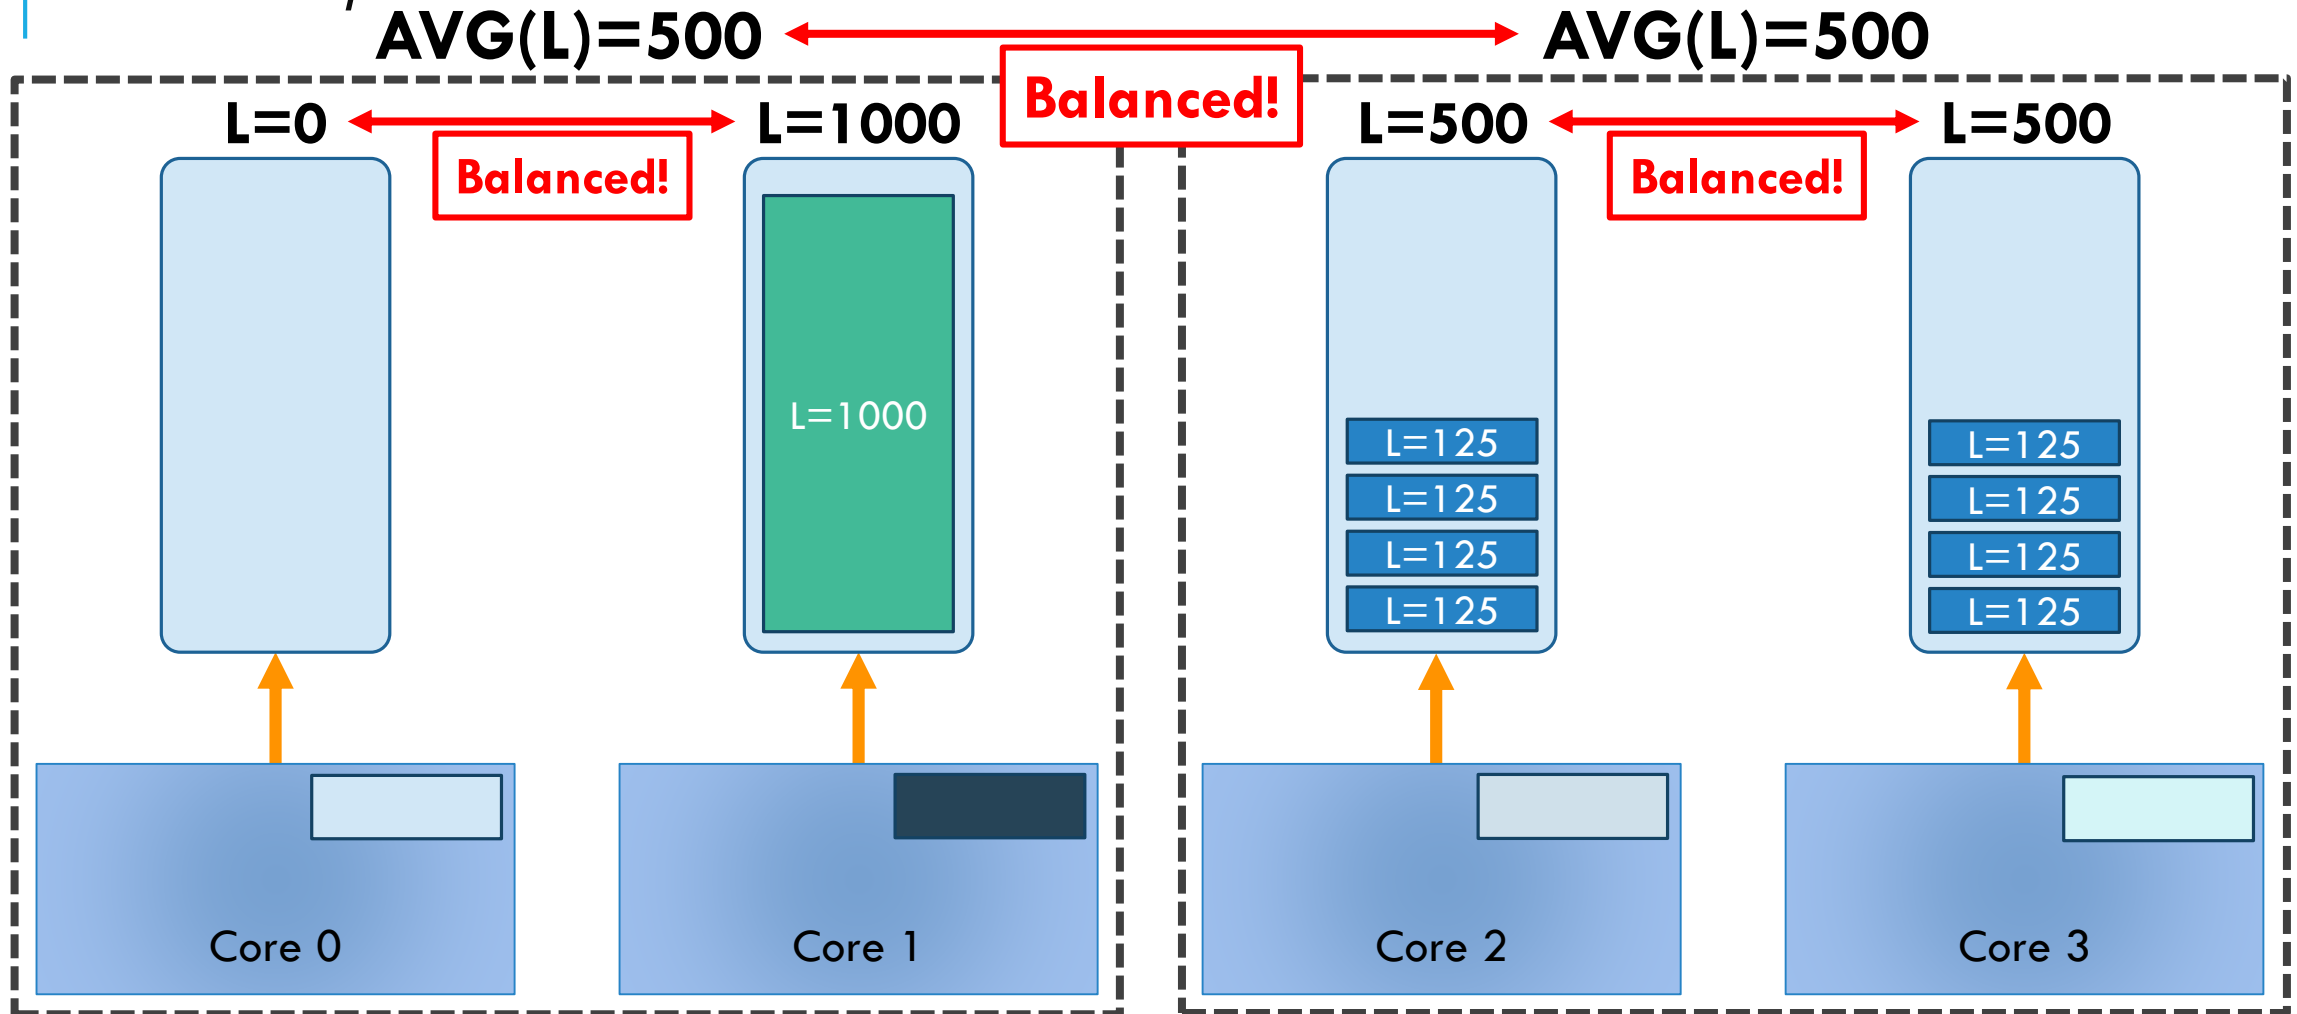 AVG(L)=500 AVG(L)=500
Balanced!
L=0 L=1000 L=500 L=500
Balanced! Balanced!
L=1000
L=125 L=125
L=125 L=125
L=125 L=125
L=125 L=125
Core 0 Core 1 Core 2 Core 3